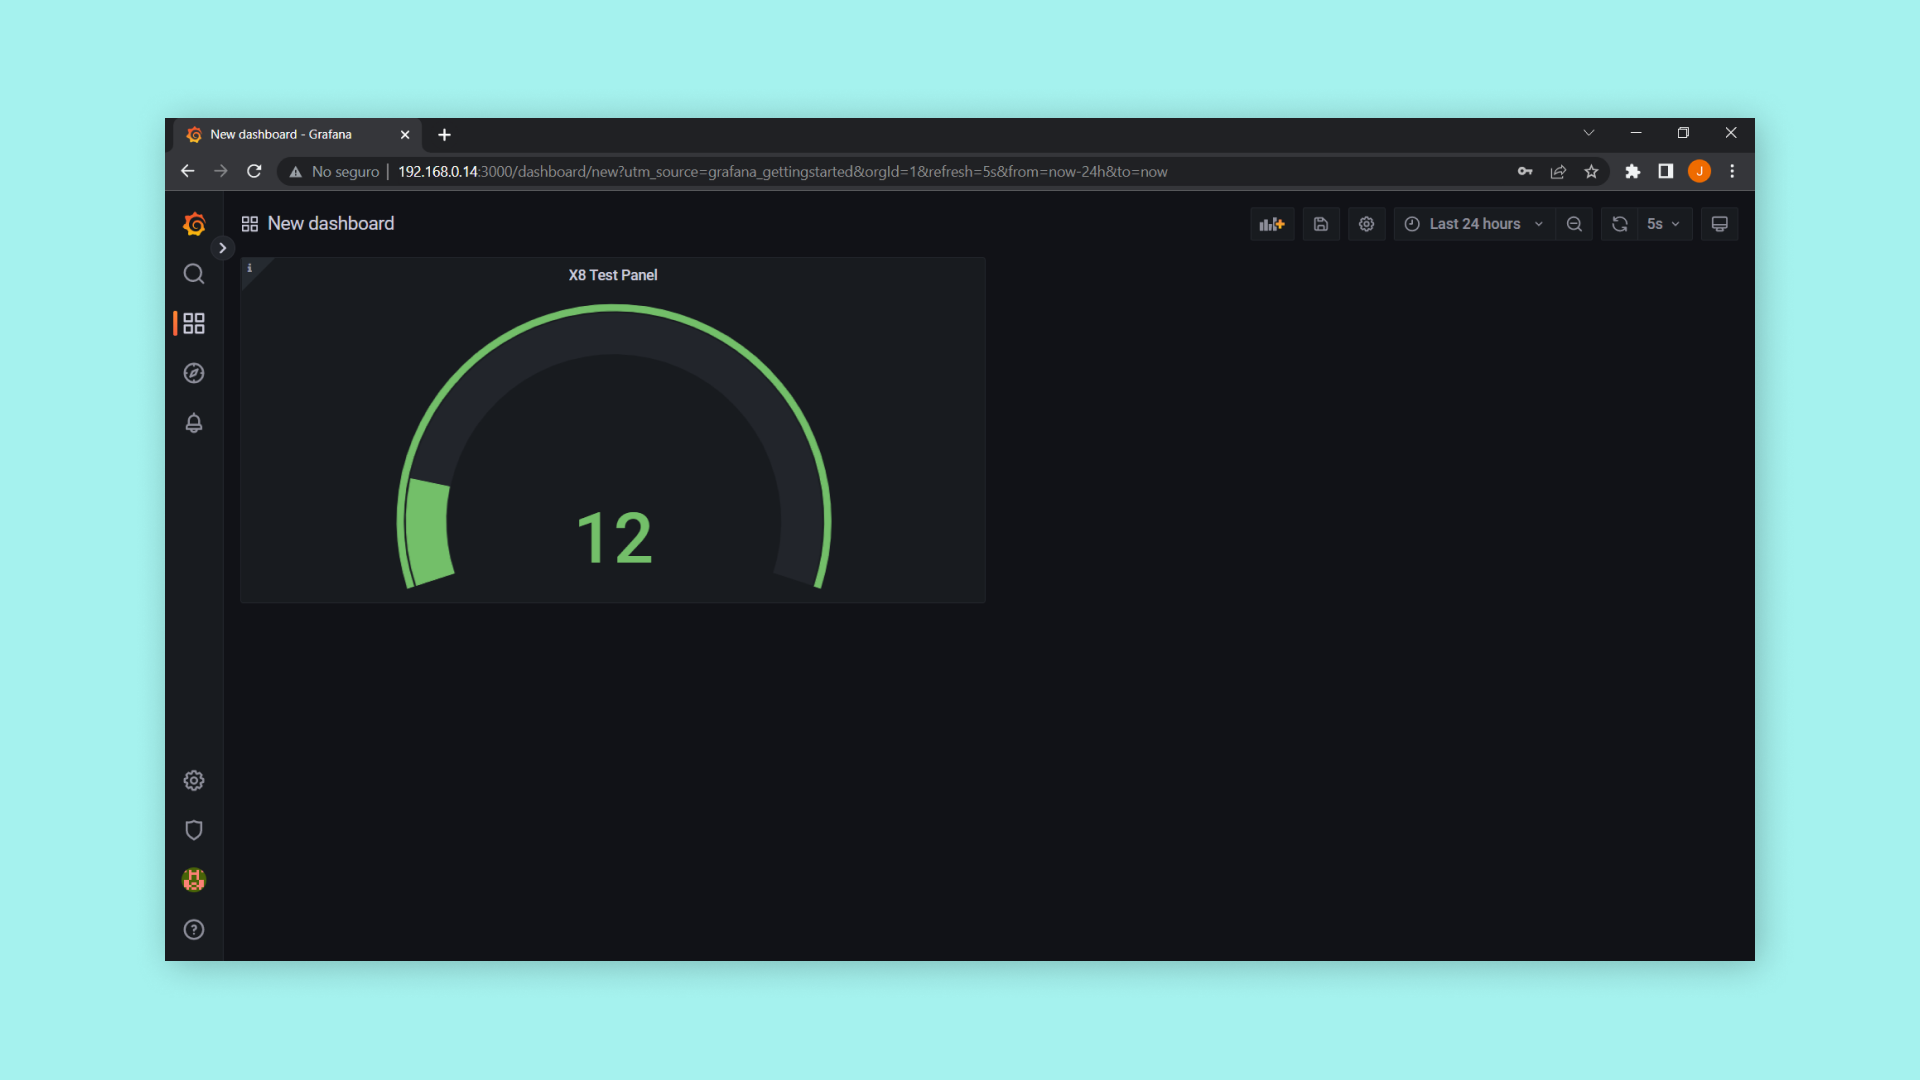 New dashboard - Grafana
No seguro | 192.168.0.14:3000/dashboard/new?utm_source=grafana_gettingstarted&orgId=1&refresh=5s&from=now-24h&to=now
J
New dashboard
Last 24 hours
5s
i
X8 Test Panel
12
?